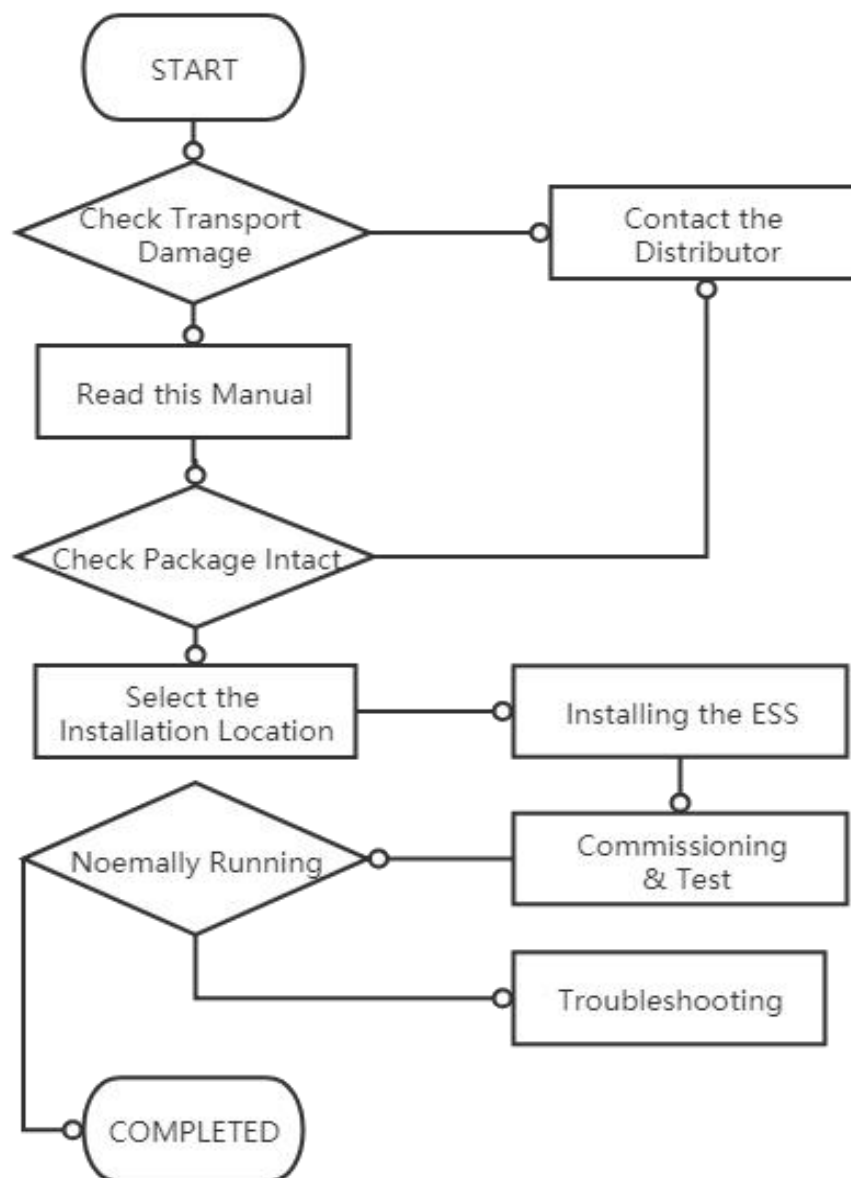 START
Check Transport
Damage
Contact the
Distributor
Read this Manual
Check Package Intact
Select the
Installation Location
Installing the ESS
Commissioning
& Test
Noemally Running
Troubleshooting
COMPLETED